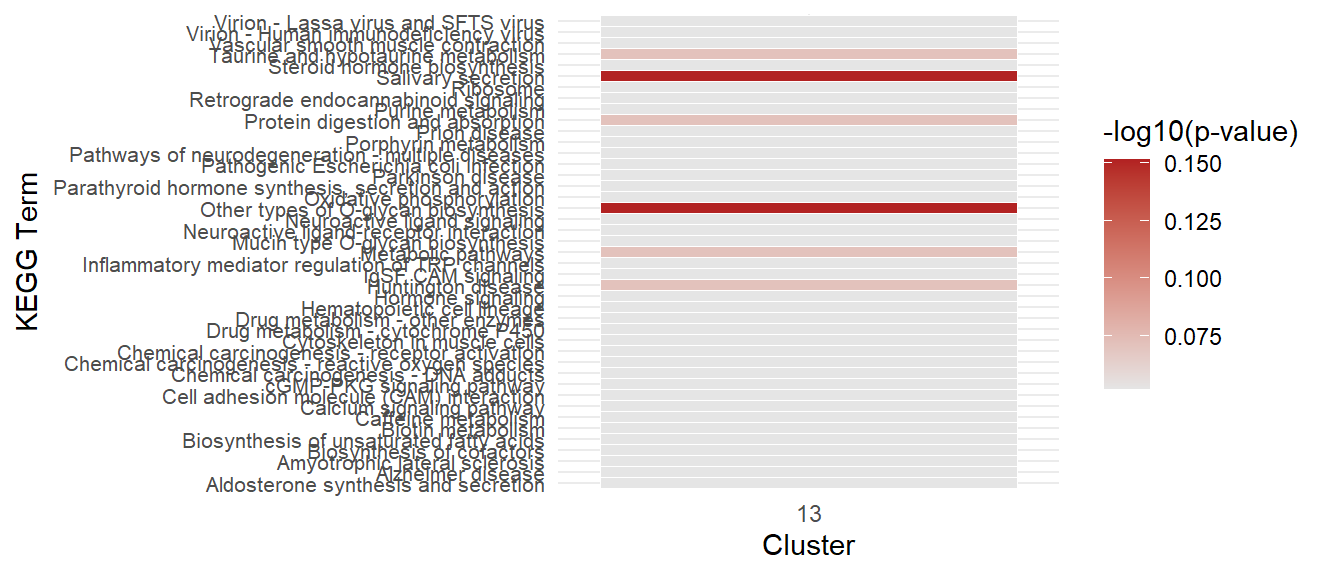 Virion - Lassa virus and SFTS virus
Virion - Human immunodeficiency virus
Vascular smooth muscle contraction
Taurine and hypotaurine metabolism
Steroid hormone biosynthesis
Salivary secretion
Ribosome
Retrograde endocannabinoid signaling
Purine metabolism
Protein digestion and absorption
Prion disease
Porphyrin metabolism
Pathways of neurodegeneration - multiple diseases
Pathogenic Escherichia coli infection
Parkinson disease
Parathyroid hormone synthesis, secretion and action
Oxidative phosphorylation
Other types of O-glycan biosynthesis
Neuroactive ligand signaling
Neuroactive ligand-receptor interaction
Mucin type O-glycan biosynthesis
Metabolic pathways
Inflammatory mediator regulation of TRP channels
IgSF CAM signaling
Huntington disease
Hormone signaling
Hematopoietic cell lineage
Drug metabolism - other enzymes
Drug metabolism - cytochrome P450
Cytoskeleton in muscle cells
Chemical carcinogenesis - receptor activation
Chemical carcinogenesis - reactive oxygen species
Chemical carcinogenesis - DNA adducts
cGMP-PKG signaling pathway
Cell adhesion molecule (CAM) interaction
Calcium signaling pathway
Caffeine metabolism
Biotin metabolism
Biosynthesis of unsaturated fatty acids
Biosynthesis of cofactors
Amyotrophic lateral sclerosis
Alzheimer disease
Aldosterone synthesis and secretion
KEGG Term
13
Cluster
-log10(p-value)
0.150
0.125
0.100
0.075